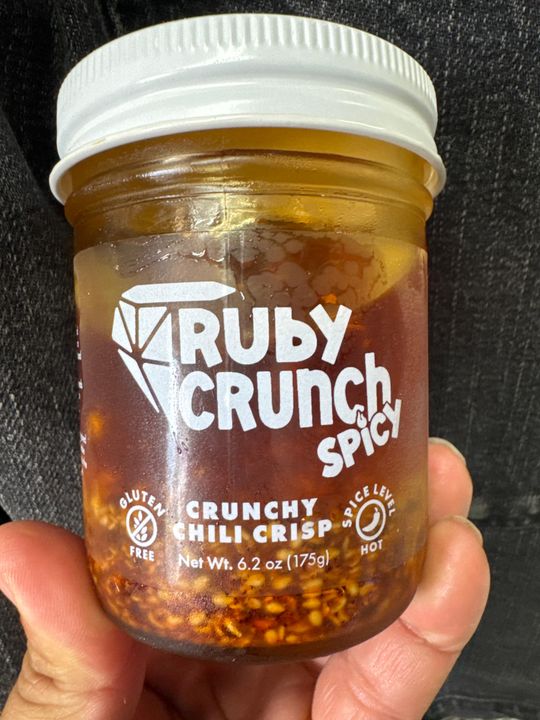 RUBY
CRUNCH
SPICY
GLUTEN
FREE
CRUNCHY
CHILI CRISP
Net Wt. 6.2 oz (175g)
SPICE LEVEL
HOT